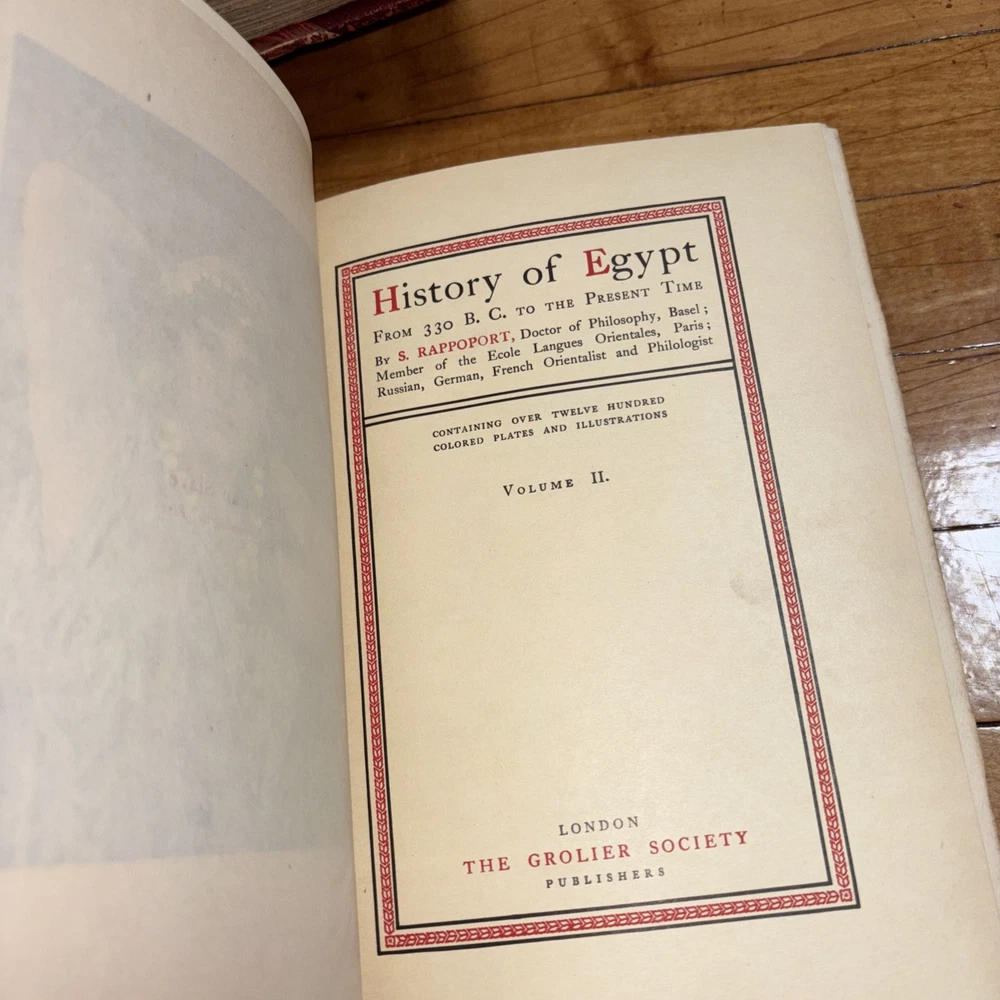 History of Egypt
From 330 B. C. to the Present Time
By S. RAPPOPORT, Doctor of Philosophy, Basel;
Member of the Ecole Langues Orientales, Paris;
Russian, German, French Orientalist and Philologist
CONTAINING OVER TWELVE HUNDRED
COLORED PLATES AND ILLUSTRATIONS
Volume II.
LONDON
THE GROLIER SOCIETY
PUBLISHERS